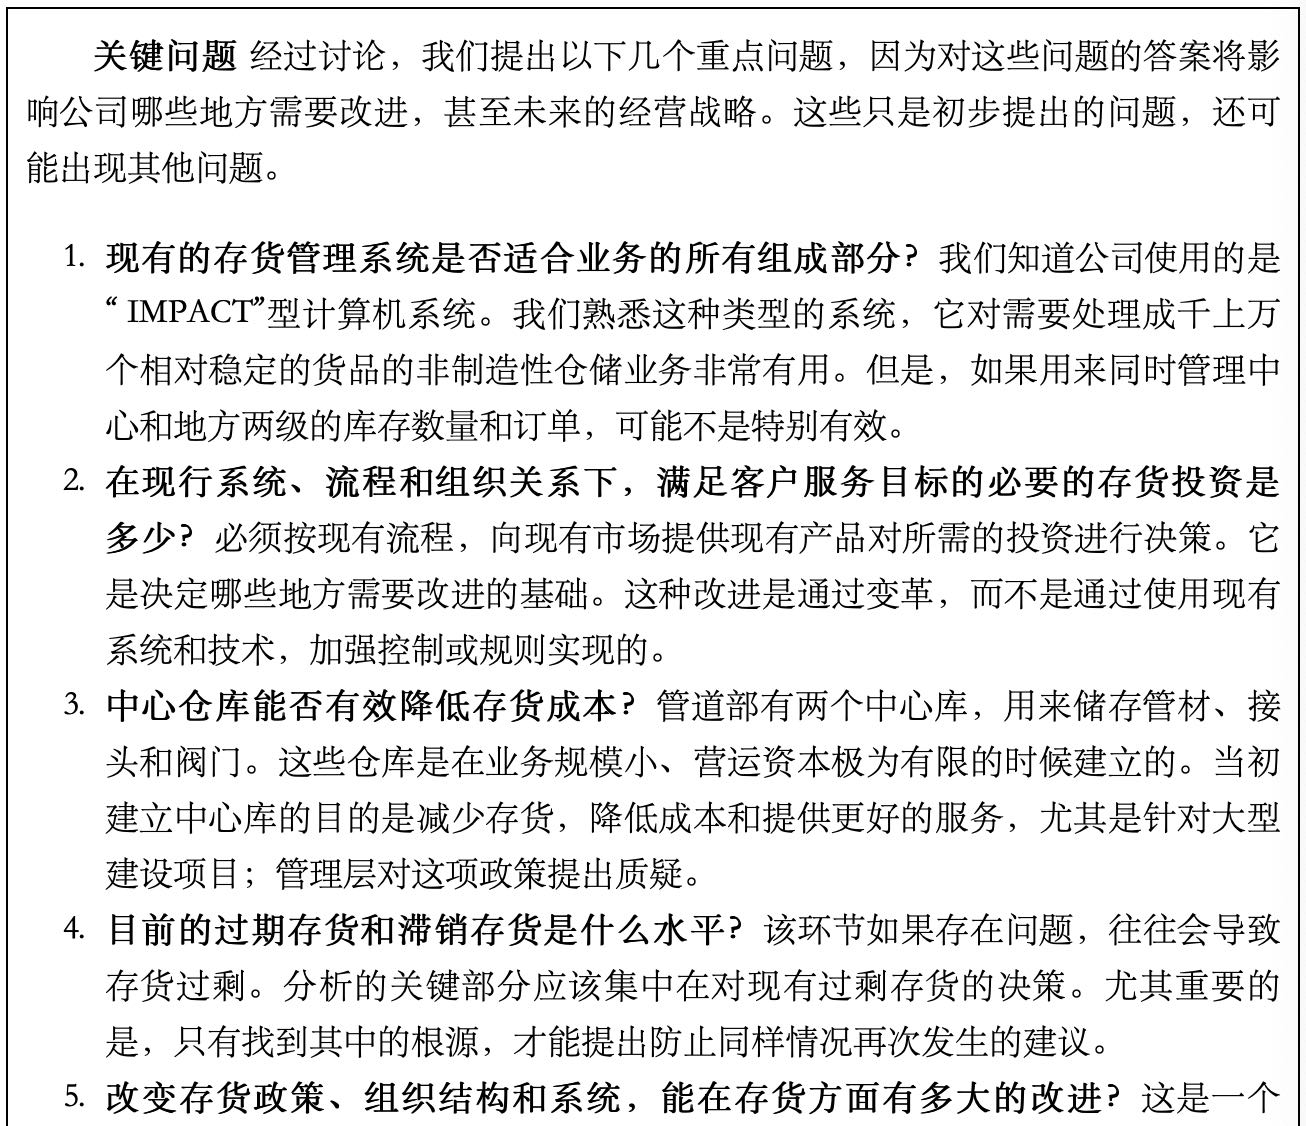 关键问题 经过讨论，我们提出以下几个重点问题，因为对这些问题的答案将影
响公司哪些地方需要改进，甚至未来的经营战略。这些只是初步提出的问题，还可
能出现其他问题。
1. 现有的存货管理系统是否适合业务的所有组成部分？我们知道公司使用的是
“IMPACT”型计算机系统。我们熟悉这种类型的系统，它对需要处理成千上万
个相对稳定的货品的非制造性仓储业务非常有用。但是，如果用来同时管理中
心和地方两级的库存数量和订单，可能不是特别有效。
2. 在现行系统、流程和组织关系下，满足客户服务目标的必要的存货投资是
多少？必须按现有流程，向现有市场提供现有产品对所需的投资进行决策。它
是决定哪些地方需要改进的基础。这种改进是通过变革，而不是通过使用现有
系统和技术，加强控制或规则实现的。
3. 中心仓库能否有效降低存货成本？管道部有两个中心库，用来储存管材、接
头和阀门。这些仓库是在业务规模小、营运资本极为有限的时候建立的。当初
建立中心库的目的是减少存货，降低成本和提供更好的服务，尤其是针对大型
建设项目；管理层对这项政策提出质疑。
4. 目前的过期存货和滞销存货是什么水平？该环节如果存在问题，往往会导致
存货过剩。分析的关键部分应该集中在对现有过剩存货的决策。尤其重要的
是，只有找到其中的根源，才能提出防止同样情况再次发生的建议。
5. 改变存货政策、组织结构和系统，能在存货方面有多大的改进？这是一个